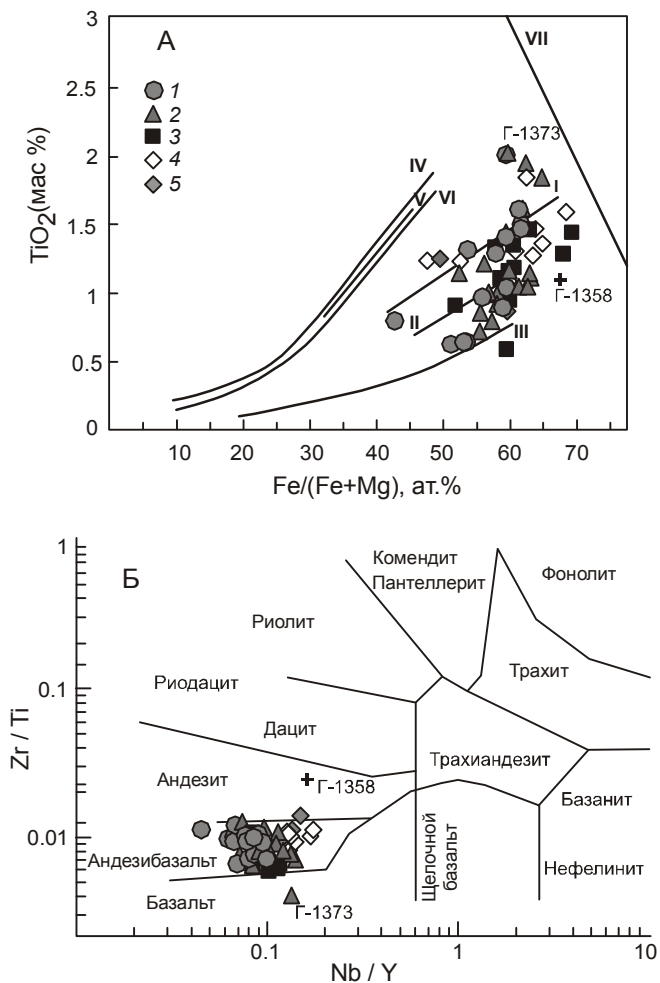 А
3
2.5
2
1.5
1
0.5
0
TiO2(мас %)
1
2
3
4
5
VII
Г-1373
IV
V
VI
I
II
III
Г-1358
10
20
30
40
50
60
70
Fe/(Fe+Mg), ат.%
Б
1
0.1
0.01
Zr / Ti
Комендит
Пантеллерит
Фонолит
Риолит
Трахит
Риодацит
Дацит
Трахиандезит
Андезит
Г-1358
Базанит
Андезибазальт
Щелочной
базальт
Нефелинит
Базальт
Г-1373
0.1
1
10
Nb / Y